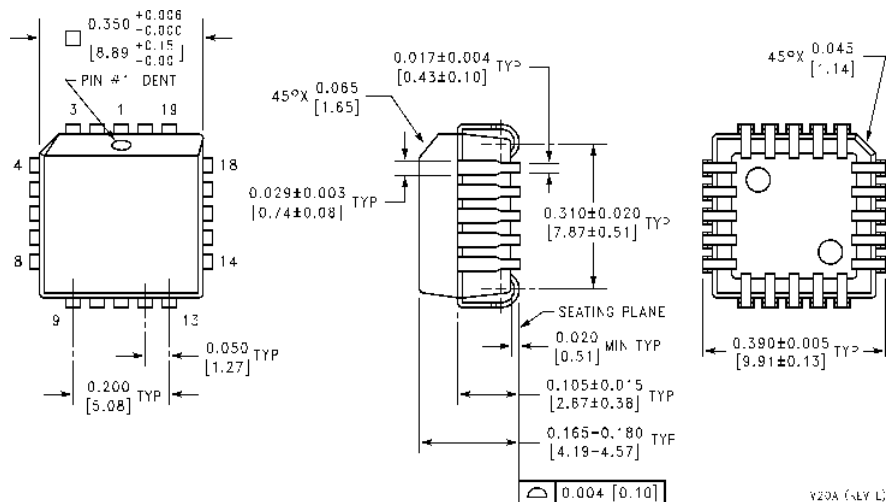 0.350 +0.006 -0.000
[8.89 +0.15 -0.00]
PIN #1 DENT
3 1 19
4 18
8 14
9 13
0.050 TYP
[1.27]
0.200 TYP
[5.08]
0.017±0.004 TYP
[0.43±0.10]
45°X 0.065
[1.65]
0.029±0.003 TYP
[0.74±0.08]
0.310±0.020 TYP
[7.87±0.51]
SEATING PLANE
0.020 MIN TYP
[0.51]
0.105±0.015 TYP
[2.67±0.38]
0.165-0.180 TYP
[4.19-4.57]
0.004 [0.10]
45°X 0.045
[1.14]
0.390±0.005 TYP
[9.91±0.13]
V20A (REV L)